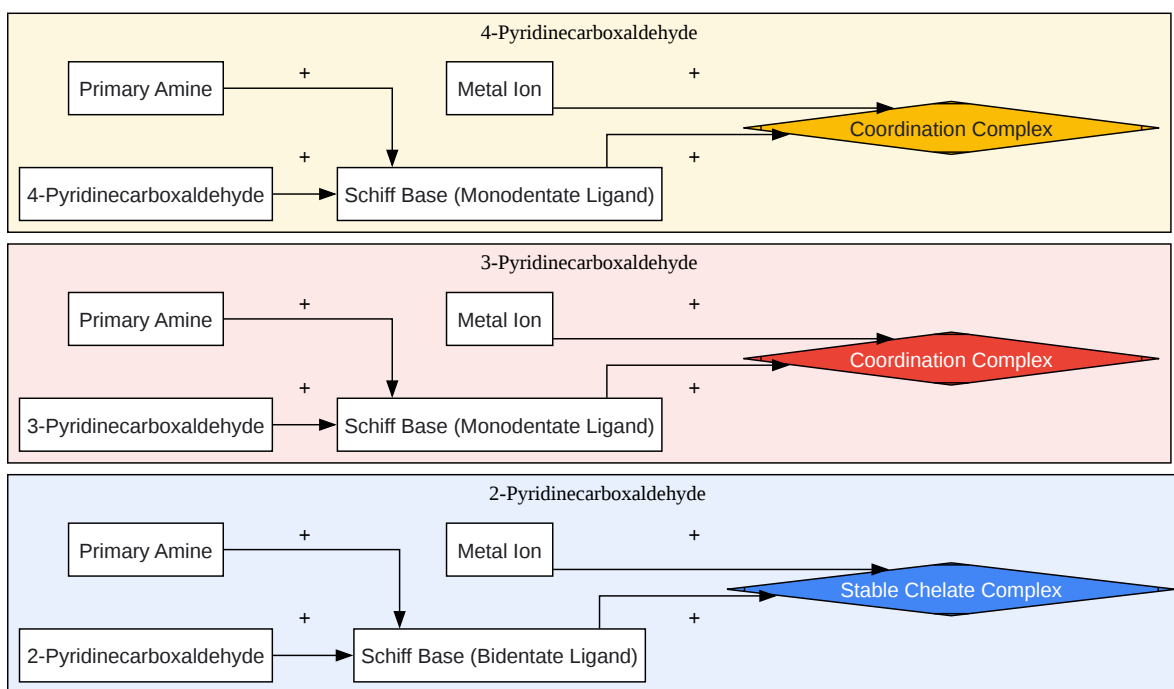 4-Pyridinecarboxaldehyde
+
+
Primary Amine
Metal Ion
Coordination Complex
+
+
4-Pyridinecarboxaldehyde
Schiff Base (Monodentate Ligand)
3-Pyridinecarboxaldehyde
+
+
Primary Amine
Metal Ion
Coordination Complex
+
+
3-Pyridinecarboxaldehyde
Schiff Base (Monodentate Ligand)
2-Pyridinecarboxaldehyde
+
+
Primary Amine
Metal Ion
Stable Chelate Complex
+
+
2-Pyridinecarboxaldehyde
Schiff Base (Bidentate Ligand)